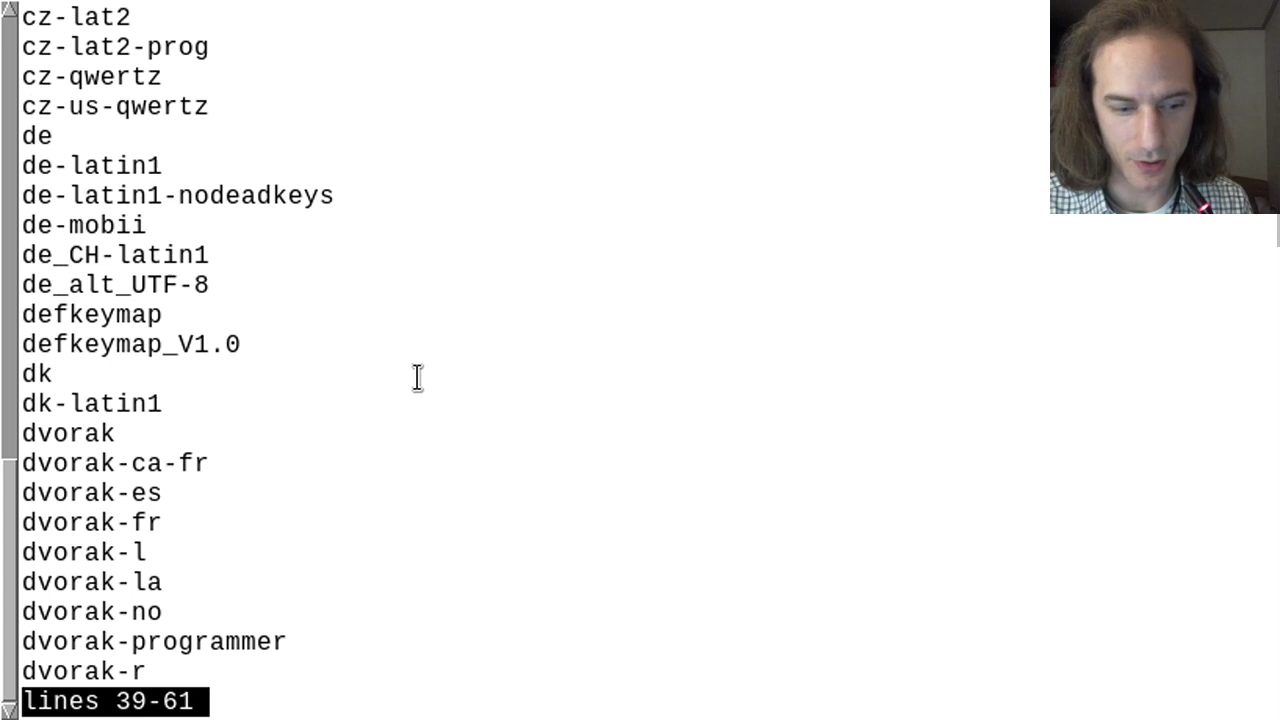 cz-lat2
cz-lat2-prog
cz-qwertz
cz-us-qwertz
de
de-latin1
de-latin1-nodeadkeys
de-mobii
de_CH-latin1
de_alt_UTF-8
defkeymap
defkeymap_V1.0
dk
dk-latin1
dvorak
dvorak-ca-fr
dvorak-es
dvorak-fr
dvorak-l
dvorak-la
dvorak-no
dvorak-programmer
dvorak-r
lines 39-61